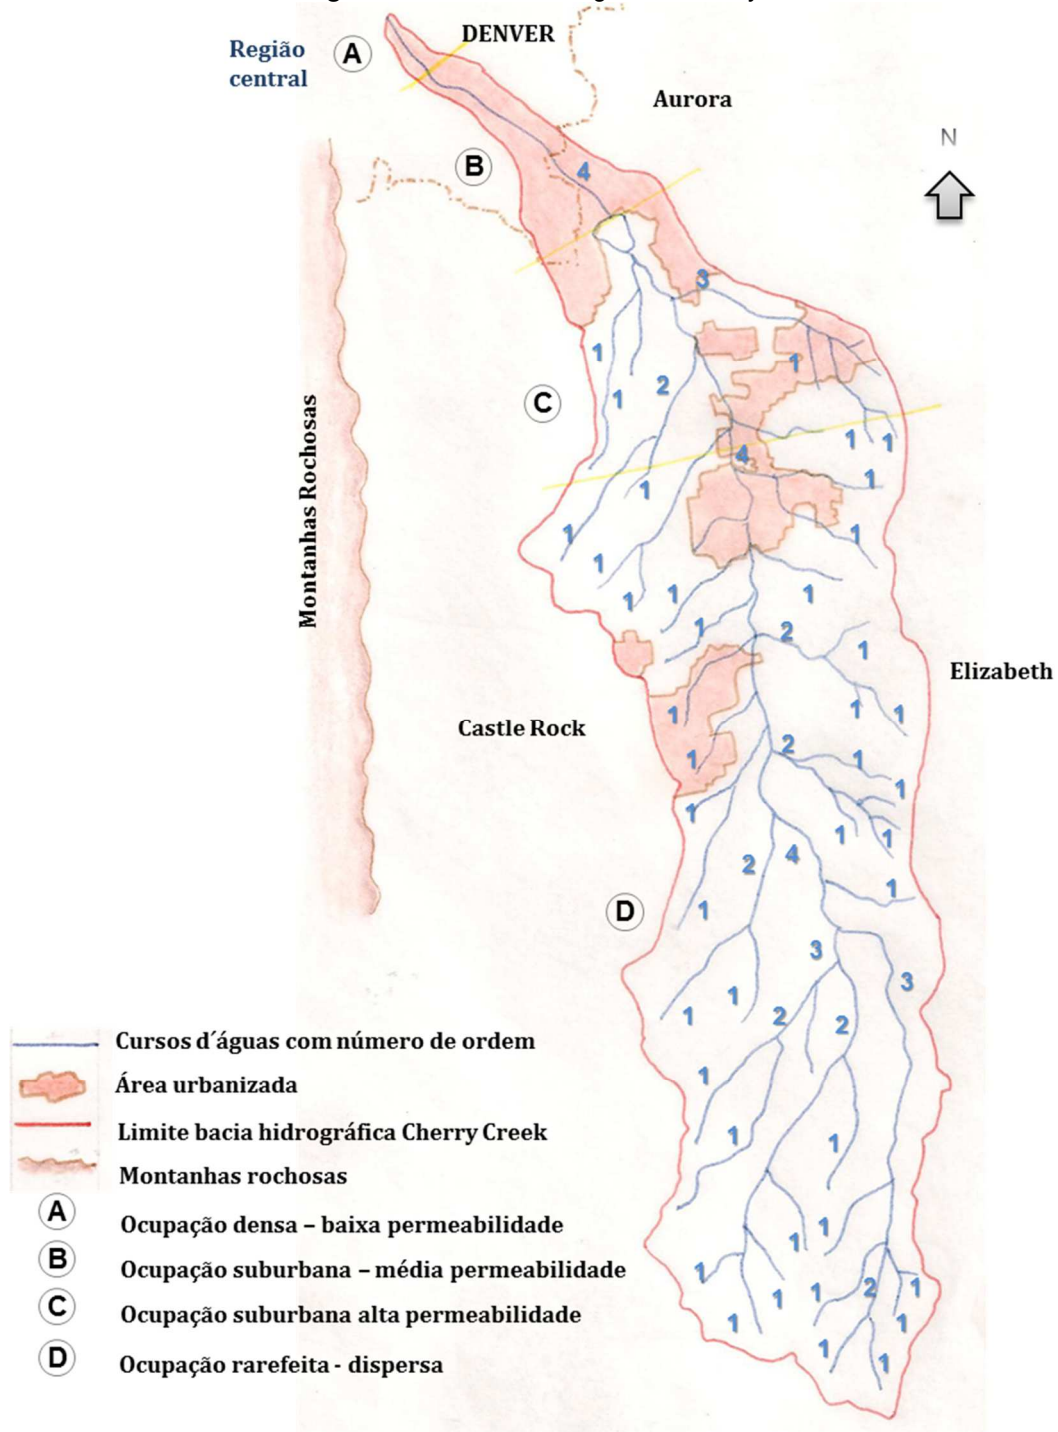 DENVER
Região
central
A
Aurora
N
B
4
3
1
2
1
1
C
4
1
1
1
1
1
1
1
1
1
1
1
2
1
Montanhas Rochosas
Elizabeth
1
1
1
Castle Rock
2
1
1
1
1
1
1
2
4
1
1
D
3
3
1
1
2
2
1
1
1
1
1
1
1
1
2
1
1
1
1
1
Cursos d´águas com número de ordem
Área urbanizada
Limite bacia hidrográfica Cherry Creek
Montanhas rochosas
A Ocupação densa – baixa permeabilidade
B Ocupação suburbana – média permeabilidade
C Ocupação suburbana alta permeabilidade
D Ocupação rarefeita - dispersa